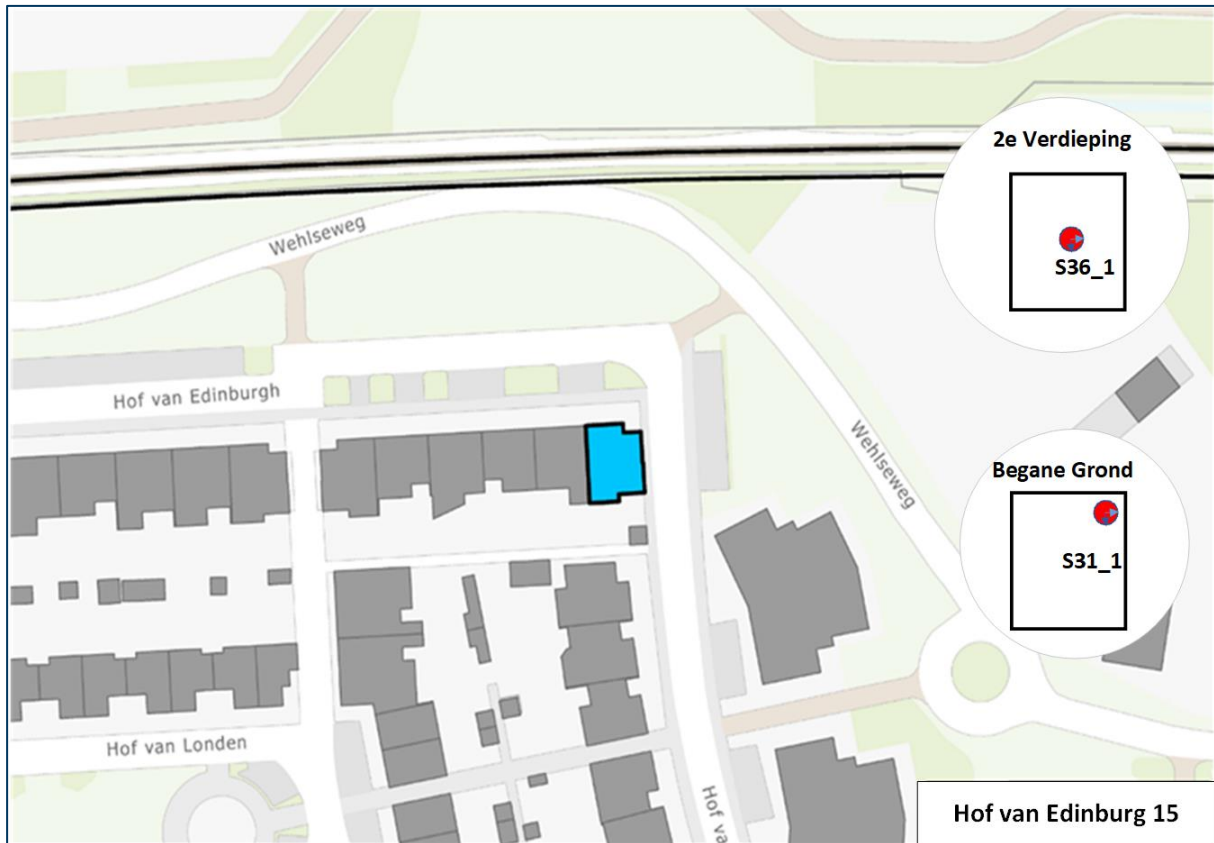 2e Verdieping
S36_1
Wehlseweg
Hof van Edinburgh
Wehlseweg
Begane Grond
S31_1
Hof van Londen
Hof va
Hof van Edinburg 15